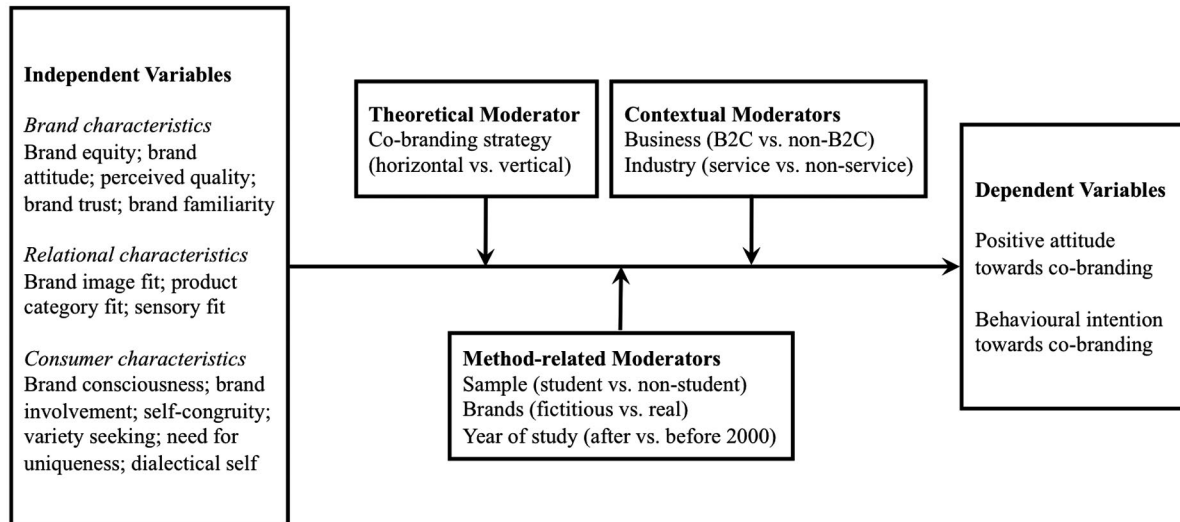 Independent Variables
Brand characteristics
Brand equity; brand
attitude; perceived quality;
brand trust; brand familiarity
Relational characteristics
Brand image fit; product
category fit; sensory fit
Consumer characteristics
Brand consciousness; brand
involvement; self-congruity;
variety seeking; need for
uniqueness; dialectical self
Theoretical Moderator
Co-branding strategy
(horizontal vs. vertical)
Contextual Moderators
Business (B2C vs. non-B2C)
Industry (service vs. non-service)
Method-related Moderators
Sample (student vs. non-student)
Brands (fictitious vs. real)
Year of study (after vs. before 2000)
Dependent Variables
Positive attitude
towards co-branding
Behavioural intention
towards co-branding